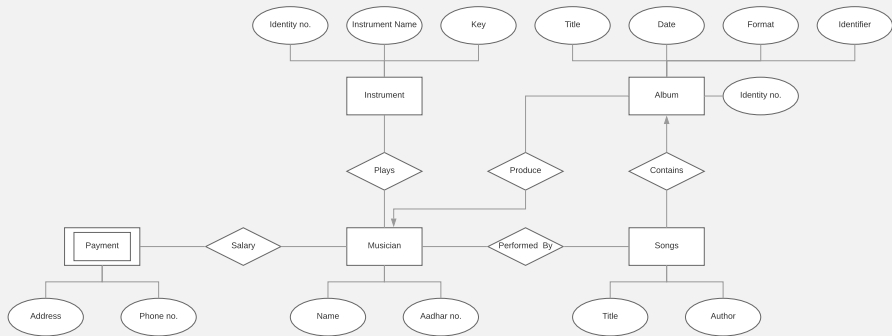 Identity no.
Instrument Name
Key
Title
Date
Format
Identifier
Instrument
Album
Identity no.
Plays
Produce
Contains
Payment
Salary
Musician
Performed By
Songs
Address
Phone no.
Name
Aadhar no.
Title
Author